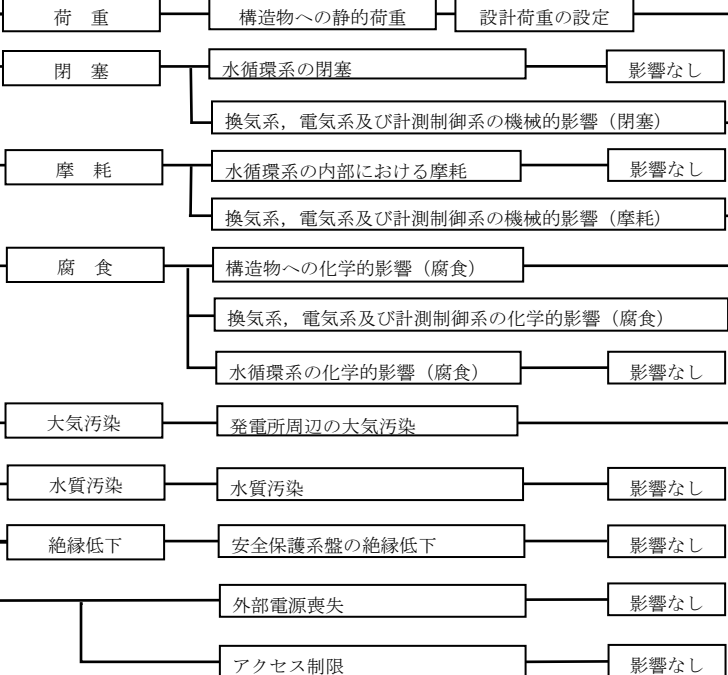 荷　重　構造物への静的荷重　設計荷重の設定
閉　塞　水循環系の閉塞　影響なし
換気系，電気系及び計測制御系の機械的影響（閉塞）
摩　耗　水循環系の内部における摩耗　影響なし
換気系，電気系及び計測制御系の機械的影響（摩耗）
腐　食　構造物への化学的影響（腐食）
換気系，電気系及び計測制御系の化学的影響（腐食）
水循環系の化学的影響（腐食）　影響なし
大気汚染　発電所周辺の大気汚染
水質汚染　水質汚染　影響なし
絶縁低下　安全保護系盤の絶縁低下　影響なし
外部電源喪失　影響なし
アクセス制限　影響なし